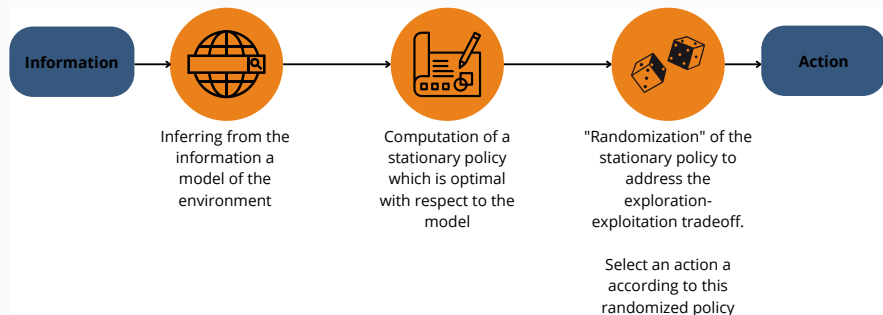 Information
Action
Inferring from the
information a
model of the
environment
Computation of a
stationary policy
which is optimal
with respect to the
model
"Randomization" of the
stationary policy to
address the
exploration-
exploitation tradeoff.
Select an action a
according to this
randomized policy